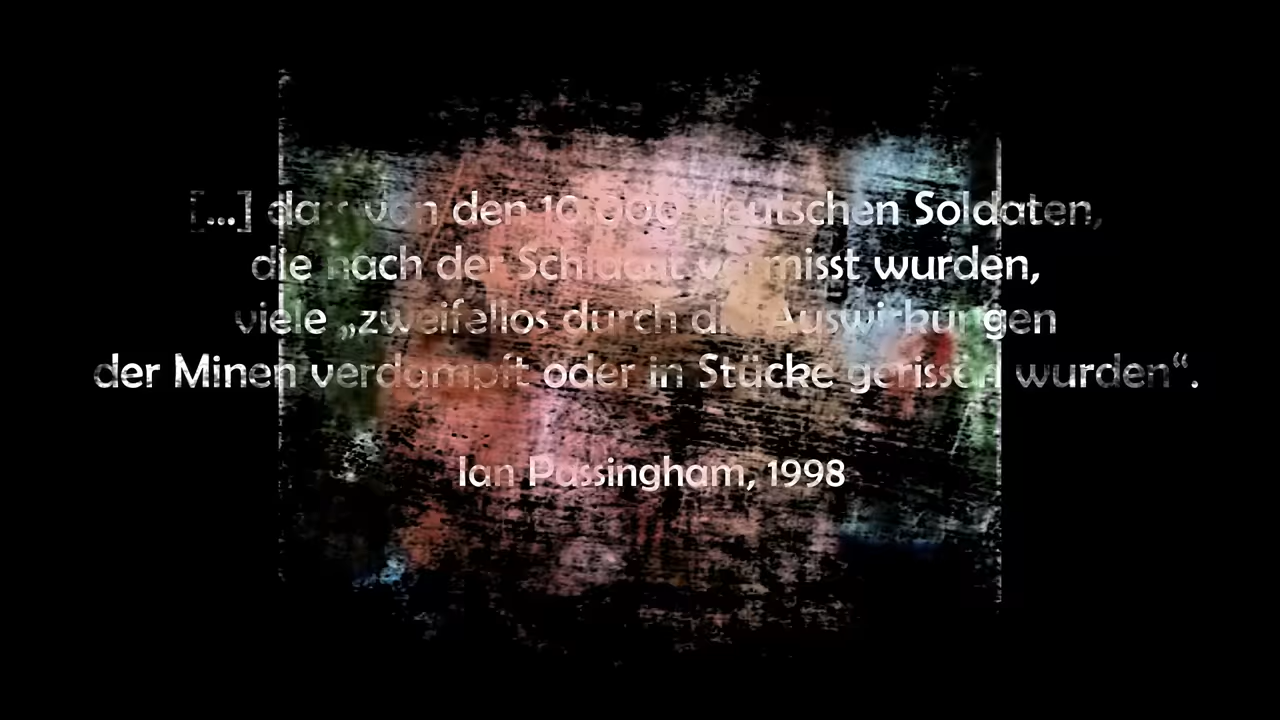 [...] dass von den 10.000 deutschen Soldaten,
die nach der Schlacht vermisst wurden,
viele „zweifellos durch die Auswirkungen
der Minen verdampft oder in Stücke gerissen wurden“.
Ian Passingham, 1998